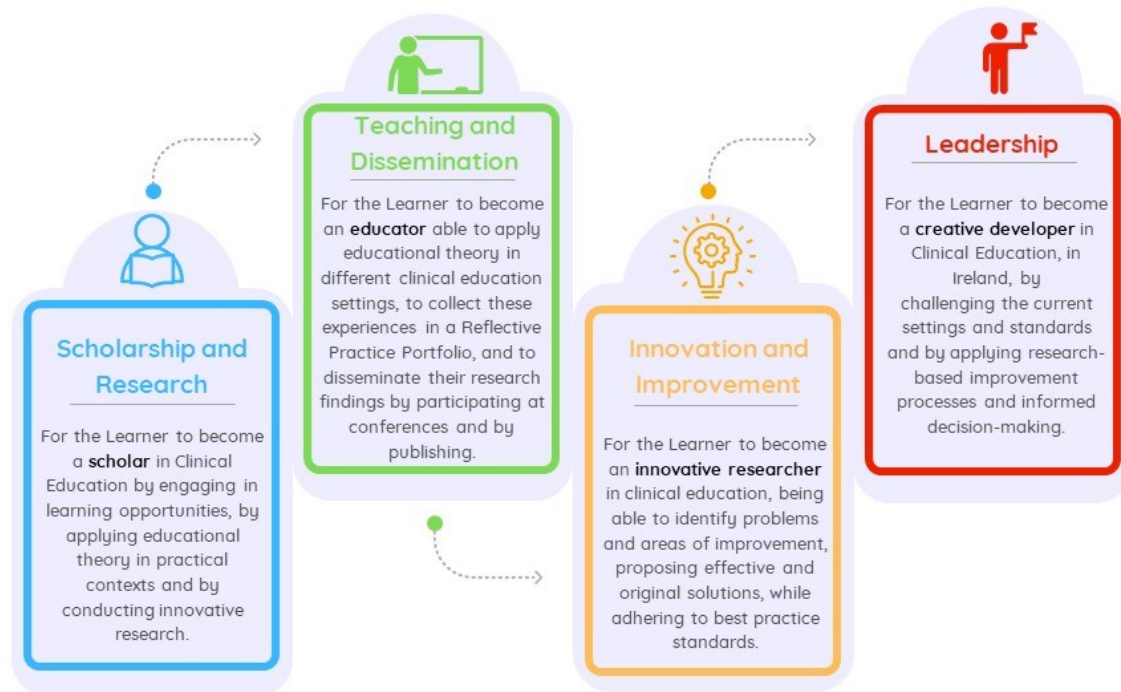 Scholarship and
Research
For the Learner to become
a scholar in Clinical
Education by engaging in
learning opportunities, by
applying educational
theory in practical
contexts and by
conducting innovative
research.
Teaching and
Dissemination
For the Learner to become
an educator able to apply
educational theory in
different clinical education
settings, to collect these
experiences in a Reflective
Practice Portfolio, and to
disseminate their research
findings by participating at
conferences and by
publishing.
Innovation and
Improvement
For the Learner to become
an innovative researcher
in clinical education, being
able to identify problems
and areas of improvement,
proposing effective and
original solutions, while
adhering to best practice
standards.
Leadership
For the Learner to become
a creative developer in
Clinical Education, in
Ireland, by
challenging the current
settings and standards
and by applying research-
based improvement
processes and informed
decision-making.